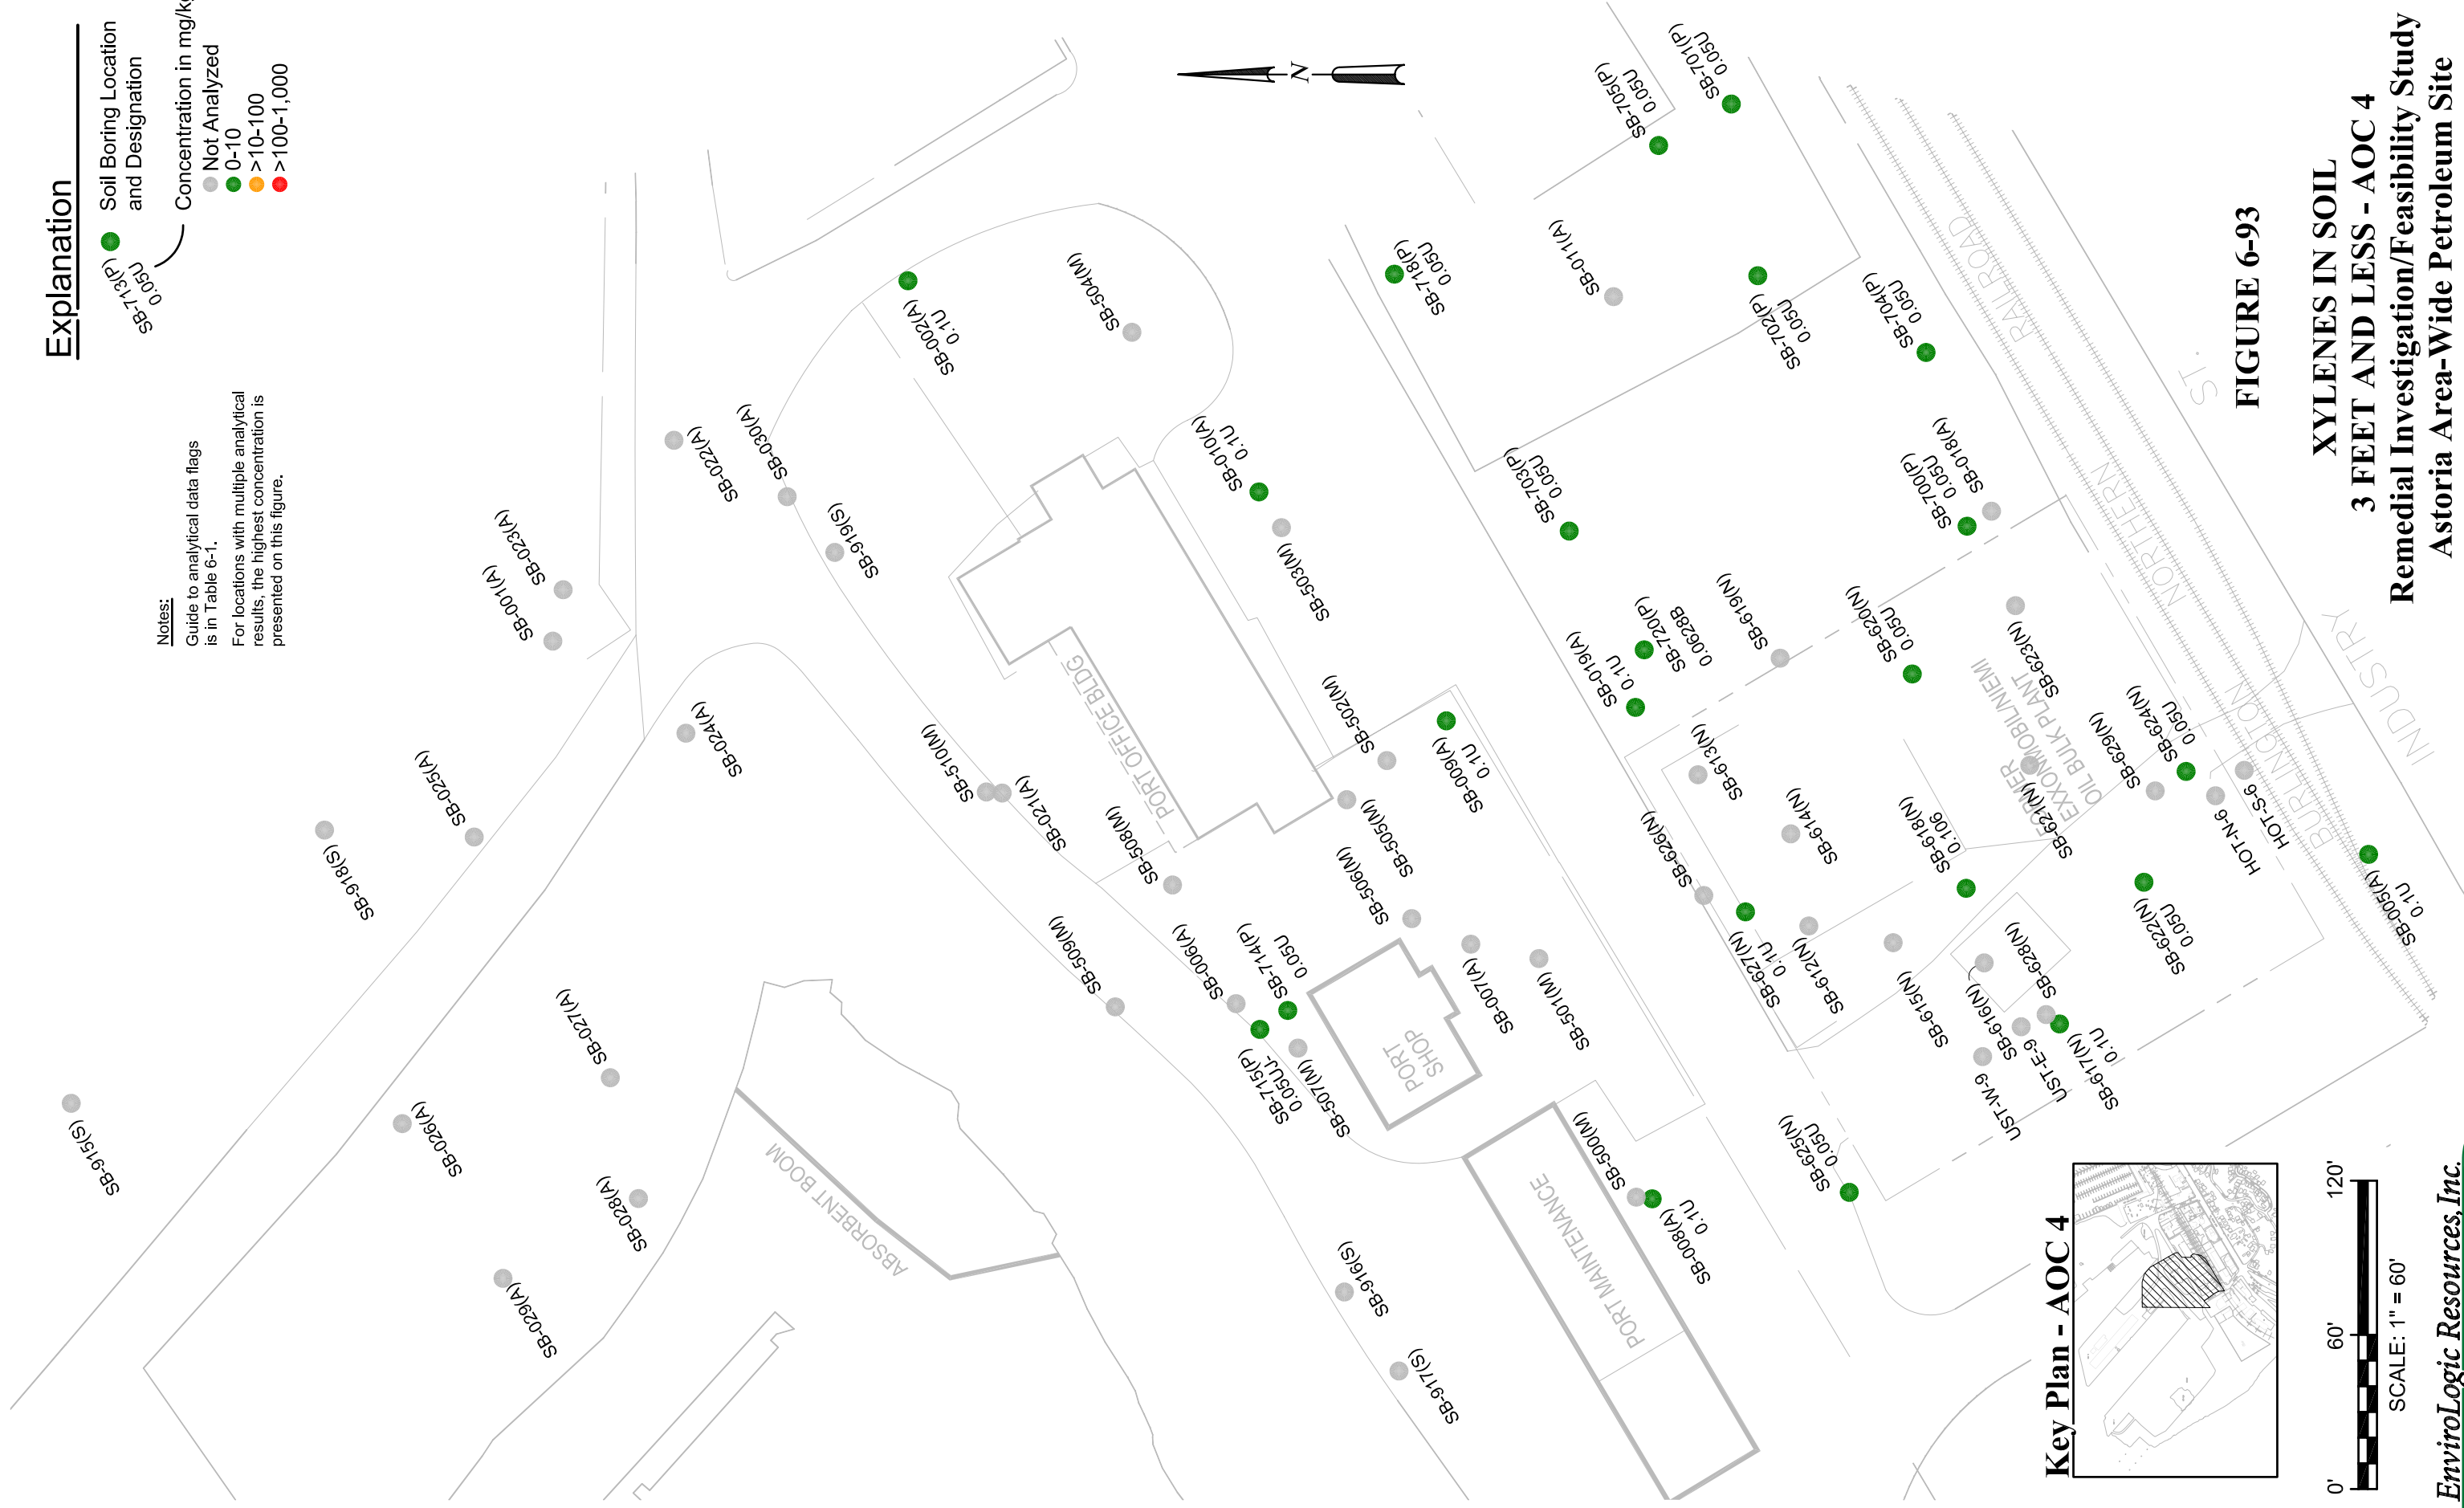 Explanation
SB-713(P)
0.05U
Soil Boring Location
and Designation
Concentration in mg/kg
Not Analyzed
0-10
>10-100
>100-1,000
Notes:
Guide to analytical data flags
is in Table 6-1.
For locations with multiple analytical
results, the highest concentration is
presented on this figure.
N
SB-915(S)
SB-918(S)
SB-025(A)
SB-026(A)
SB-029(A)
SB-027(A)
SB-028(A)
SB-001(A)
SB-023(A)
SB-022(A)
SB-024(A)
SB-030(A)
SB-919(S)
SB-002(A)
0.1U
SB-504(M)
SB-510(M)
SB-021(A)
SB-508(M)
SB-509(M)
SB-006(A)
SB-714(P)
0.05U
SB-715(P)
0.05UJ-
SB-507(M)
SB-010(A)
0.1U
SB-503(M)
SB-502(M)
SB-505(M)
SB-506(M)
SB-009(A)
0.1U
SB-007(A)
SB-501(M)
SB-916(S)
SB-917(S)
SB-500(M)
SB-008(A)
0.1U
PORT OFFICE BLDG
PORT
SHOP
PORT MAINTENANCE
ABSORBENT BOOM
SB-718(P)
0.05U
SB-011(A)
SB-705(P)
0.05U
SB-701(P)
0.05U
SB-702(P)
0.05U
SB-704(P)
0.05U
SB-703(P)
0.05U
SB-700(P)
0.05U
SB-018(A)
SB-019(A)
0.1U
SB-720(P)
0.0628B
SB-619(N)
SB-620(N)
0.05U
SB-623(N)
SB-613(N)
SB-614(N)
SB-626(N)
SB-627(N)
0.1U
SB-612(N)
SB-618(N)
0.106
SB-621(N)
FORMER
EXXONMOBIL/NIEMI
OIL BULK PLANT
SB-629(N)
SB-624(N)
0.05U
HOT-N-6
HOT-S-6
SB-615(N)
SB-616(N)
SB-628(N)
UST-W-9
UST-E-9
SB-617(N)
0.1U
SB-622(N)
0.05U
SB-625(N)
0.05U
SB-005(A)
0.1U
BURLINGTON
NORTHERN
RAILROAD
INDUSTRY
ST.
FIGURE 6-93
XYLENES IN SOIL
3 FEET AND LESS - AOC 4
Remedial Investigation/Feasibility Study
Astoria Area-Wide Petroleum Site
Key Plan - AOC 4
0'
60'
120'
SCALE: 1" = 60'
EnviroLogic Resources, Inc.